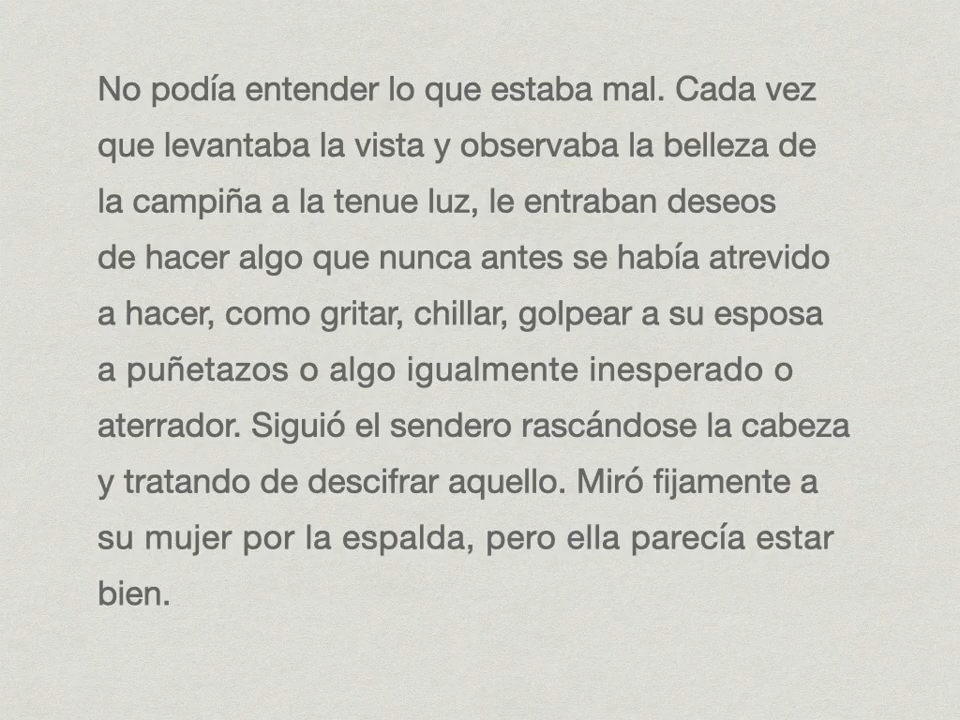 No podía entender lo que estaba mal. Cada vez
que levantaba la vista y observaba la belleza de
la campiña a la tenue luz, le entraban deseos
de hacer algo que nunca antes se había atrevido
a hacer, como gritar, chillar, golpear a su esposa
a puñetazos o algo igualmente inesperado o
aterrador. Siguió el sendero rascándose la cabeza
y tratando de descifrar aquello. Miró fijamente a
su mujer por la espalda, pero ella parecía estar
bien.